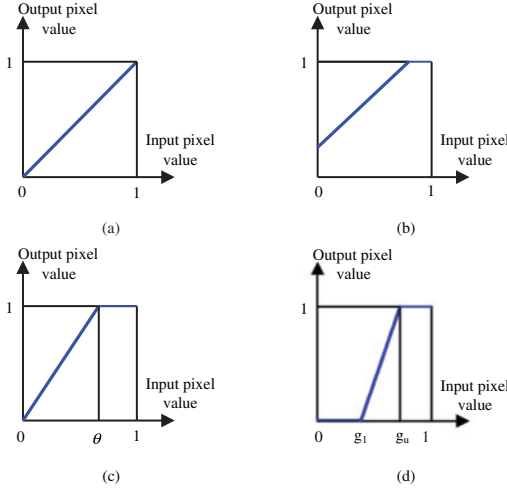 Output pixel
value
1
Input pixel
value
0 1
(a)
Output pixel
value
1
Input pixel
value
0 1
(b)
Output pixel
value
1
Input pixel
value
0 θ 1
(c)
Output pixel
value
1
Input pixel
value
0 g₁ gᵤ 1
(d)